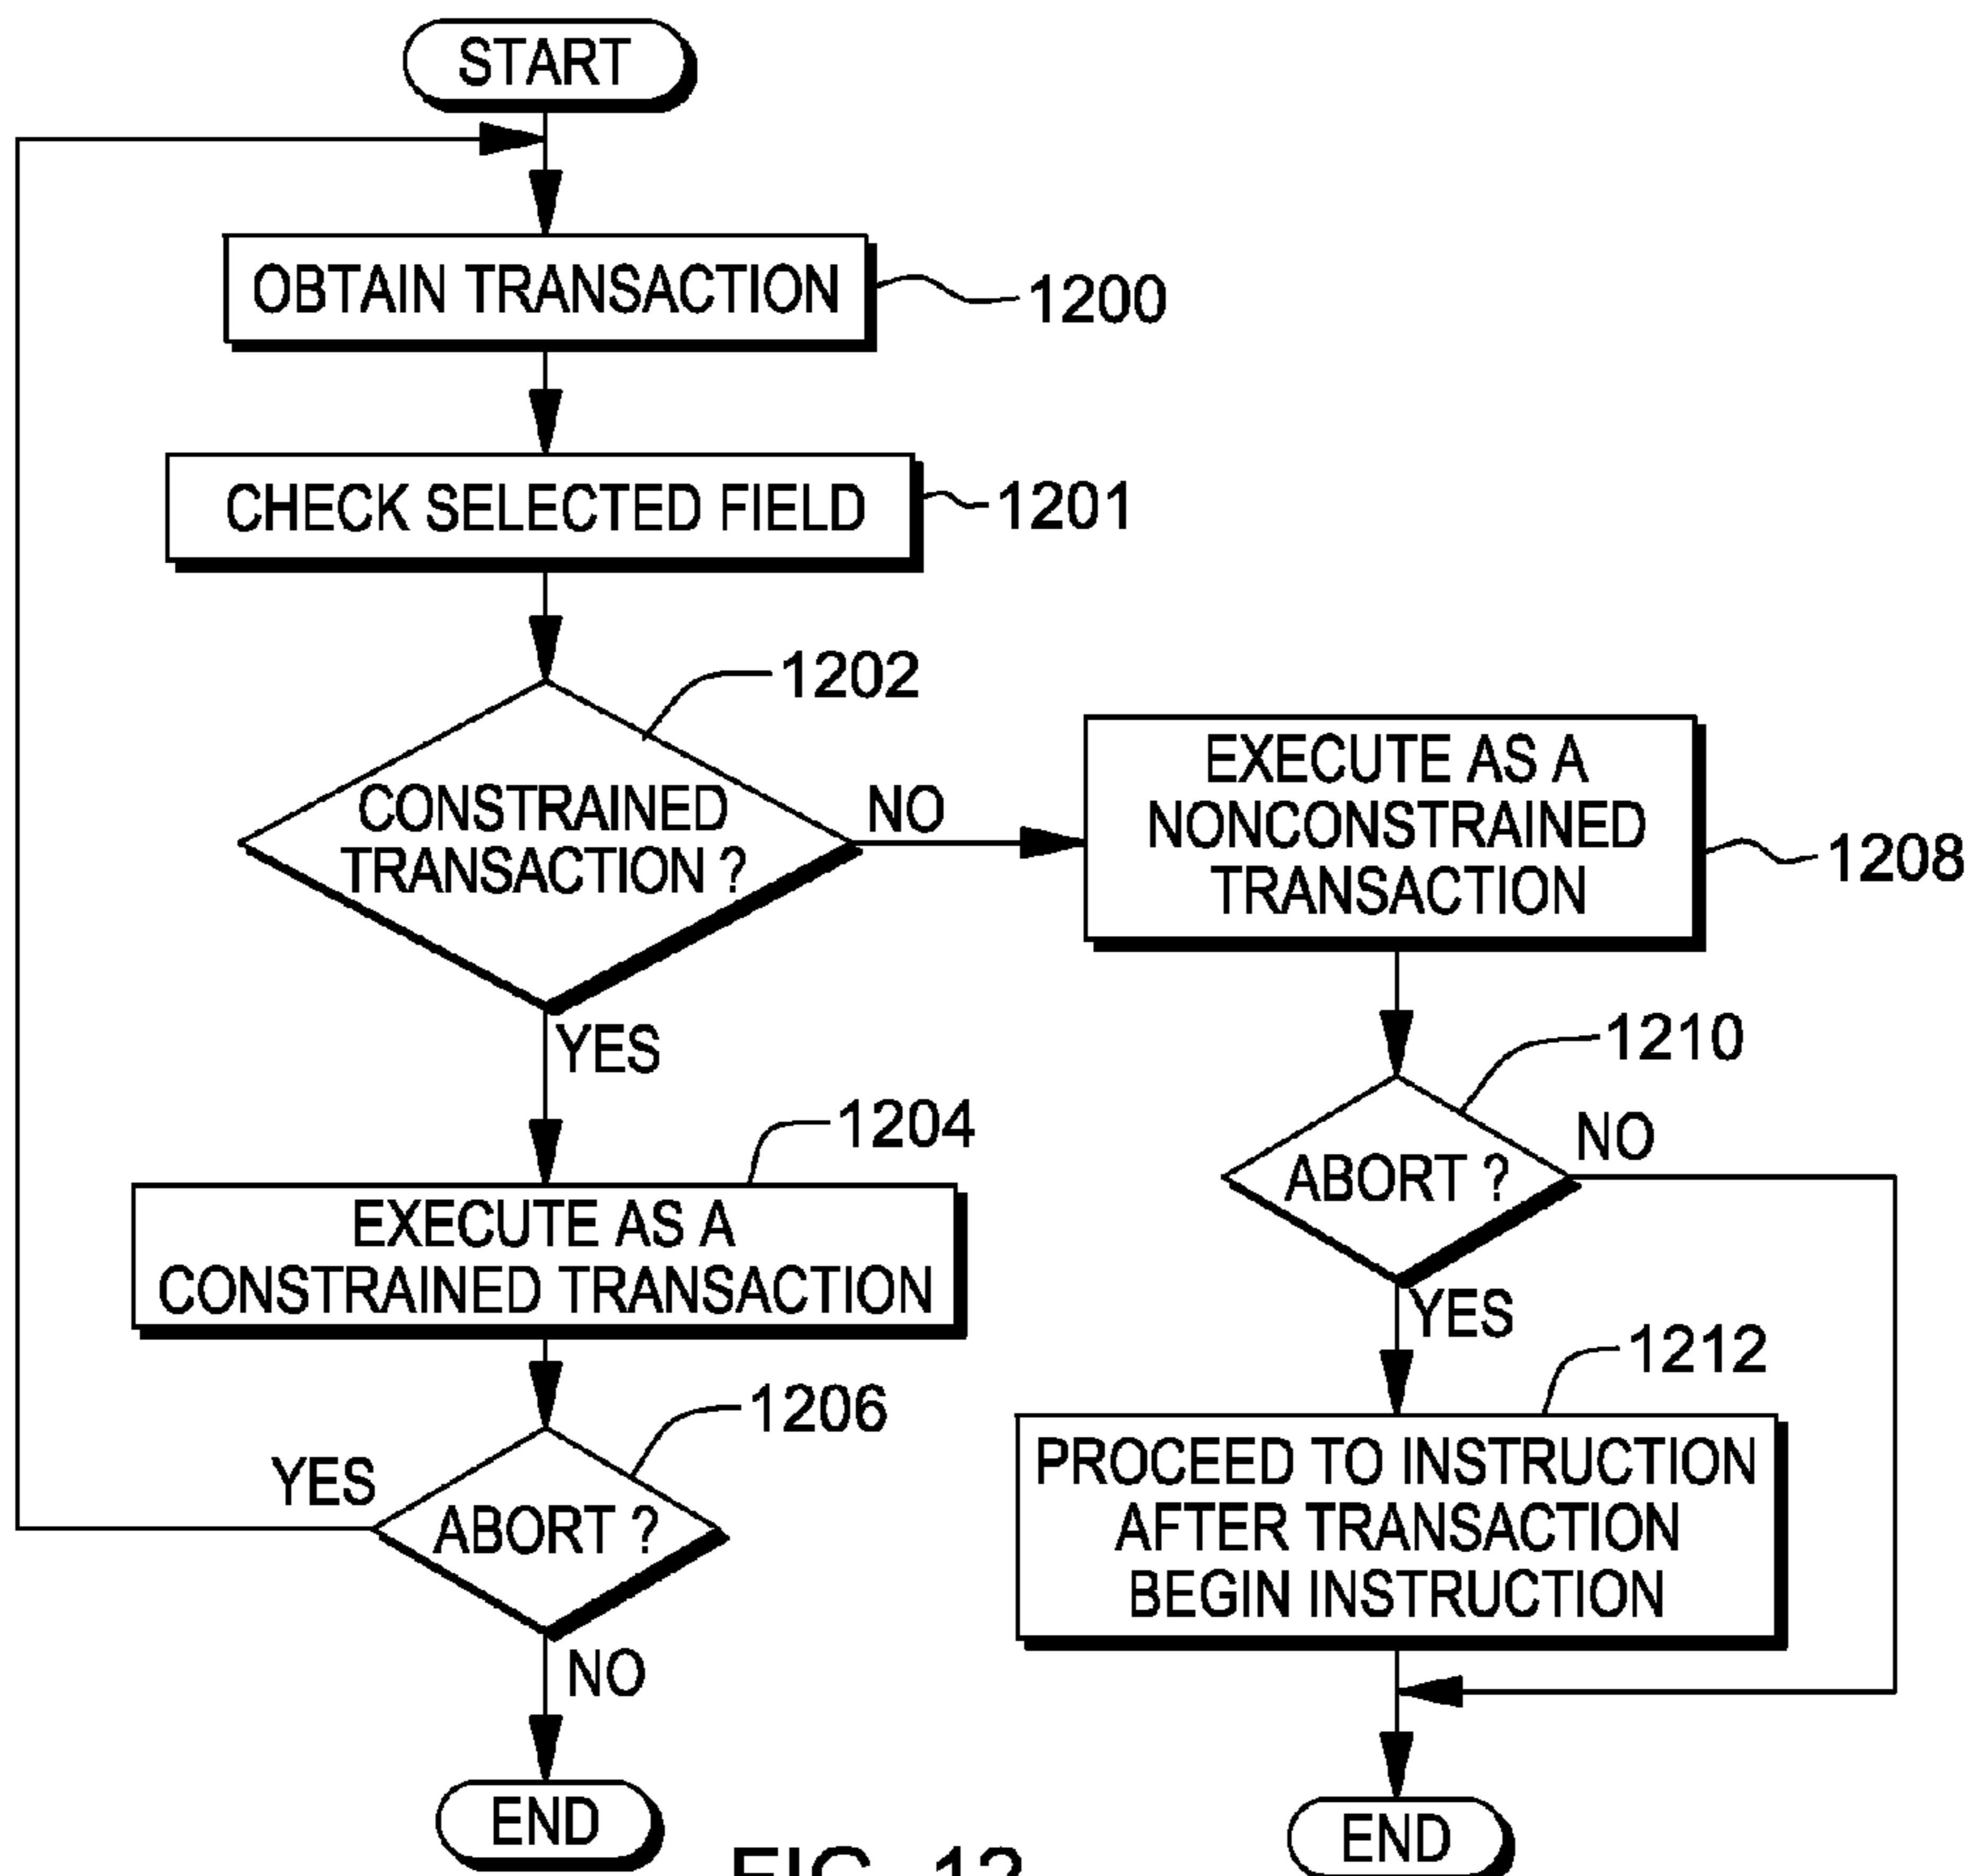 START
OBTAIN TRANSACTION
1200
CHECK SELECTED FIELD
1201
1202
CONSTRAINED
TRANSACTION ?
NO
YES
EXECUTE AS A
NONCONSTRAINED
TRANSACTION
1208
1204
EXECUTE AS A
CONSTRAINED TRANSACTION
1206
YES
ABORT ?
NO
END
1210
ABORT ?
NO
YES
1212
PROCEED TO INSTRUCTION
AFTER TRANSACTION
BEGIN INSTRUCTION
END
FIG. 12